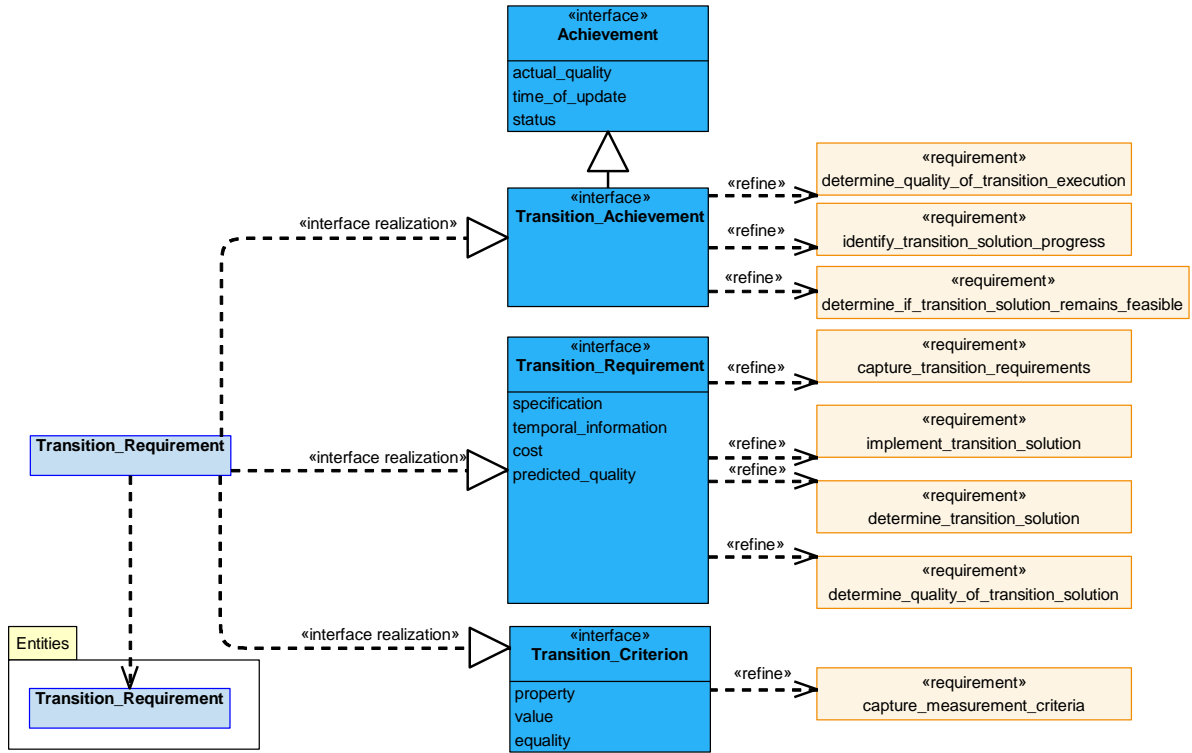 «interface»
Achievement
actual_quality
time_of_update
status
«interface»
Transition_Achievement
«interface realization»
«refine»
«requirement»
determine_quality_of_transition_execution
«refine»
«requirement»
identify_transition_solution_progress
«refine»
«requirement»
determine_if_transition_solution_remains_feasible
«interface»
Transition_Requirement
specification
temporal_information
cost
predicted_quality
«refine»
«requirement»
capture_transition_requirements
Transition_Requirement
«interface realization»
«refine»
«requirement»
implement_transition_solution
«refine»
«requirement»
determine_transition_solution
«refine»
«requirement»
determine_quality_of_transition_solution
Entities
Transition_Requirement
«interface realization»
«interface»
Transition_Criterion
property
value
equality
«refine»
«requirement»
capture_measurement_criteria